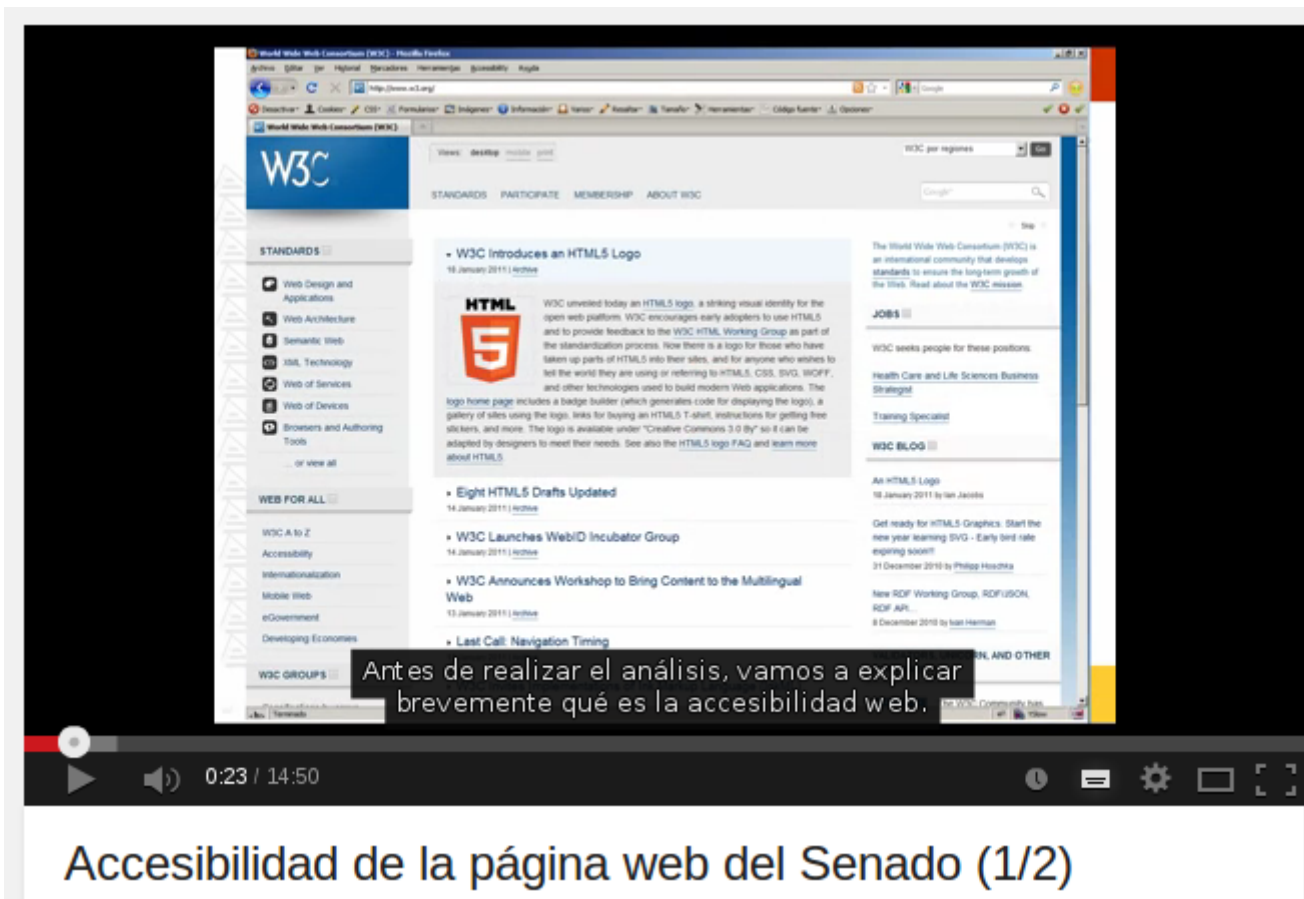 World Wide Web Consortium (W3C) - Mozilla Firefox
Archivo Editar Ver Historial Marcadores Herramientas Accessibility Ayuda
http://www.w3.org/
Google
Desactivar Cookies CSS Formularios Imágenes Información Varios Resaltar Tamaño Herramientas Código fuente Opciones
World Wide Web Consortium (W3C)
W3C
Views: desktop mobile print
W3C por regiones
Go
STANDARDS PARTICIPATE MEMBERSHIP ABOUT W3C
Google
Skip
STANDARDS
Web Design and
Applications
Web Architecture
Semantic Web
XML Technology
Web of Services
Web of Devices
Browsers and Authoring
Tools
... or view all
WEB FOR ALL
W3C A to Z
Accessibility
Internationalization
Mobile Web
eGovernment
Developing Economies
W3C GROUPS
W3C Introduces an HTML5 Logo
18 January 2011 | Archive
HTML
5
W3C unveiled today an HTML5 logo, a striking visual identity for the
open web platform. W3C encourages early adopters to use HTML5
and to provide feedback to the W3C HTML Working Group as part of
the standardization process. Now there is a logo for those who have
taken up parts of HTML5 into their sites, and for anyone who wishes to
tell the world they are using or referring to HTML5, CSS, SVG, WOFF,
and other technologies used to build modern Web applications. The
logo home page includes a badge builder (which generates code for displaying the logo), a
gallery of sites using the logo, links for buying an HTML5 T-shirt, instructions for getting free
stickers, and more. The logo is available under "Creative Commons 3.0 By" so it can be
adapted by designers to meet their needs. See also the HTML5 logo FAQ and learn more
about HTML5.
Eight HTML5 Drafts Updated
14 January 2011 | Archive
W3C Launches WebID Incubator Group
14 January 2011 | Archive
W3C Announces Workshop to Bring Content to the Multilingual
Web
13 January 2011 | Archive
Last Call: Navigation Timing
The World Wide Web Consortium (W3C) is
an international community that develops
standards to ensure the long-term growth of
the Web. Read about the W3C mission.
JOBS
W3C seeks people for these positions:
Health Care and Life Sciences Business
Strategist
Training Specialist
W3C BLOG
An HTML5 Logo
18 January 2011 by Ian Jacobs
Get ready for HTML5 Graphics. Start the
new year learning SVG - Early bird rate
expiring soon!!!
31 December 2010 by Philipp Hoschka
New RDF Working Group, RDF/JSON,
RDF API...
8 December 2010 by Ivan Herman
AND OTHER
Terminado
Antes de realizar el análisis, vamos a explicar
brevemente qué es la accesibilidad web.
0:23 / 14:50
Accesibilidad de la página web del Senado (1/2)